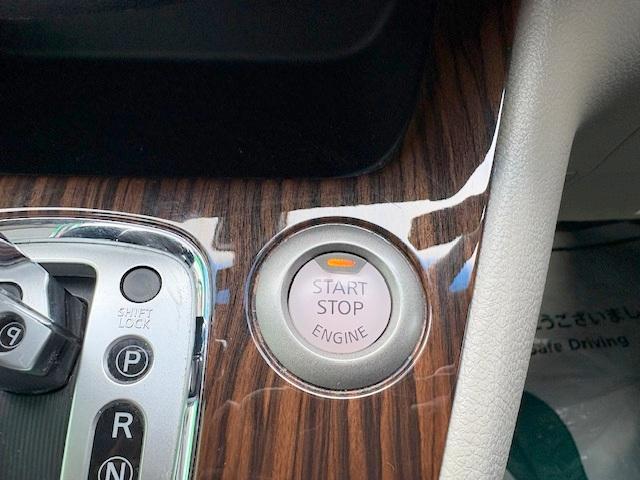 START
STOP
ENGINE
SHIFT
LOCK
P
R
N
うございまし
Safe Driving